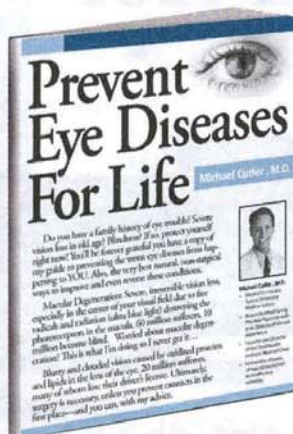 Prevent
Eye Diseases
For Life
Michael Cutler, M.D.
Do you have a family history of eye trouble? Severe
vision loss in old age? Blindness? If so, protect yourself
right now! You'll be forever grateful you have a copy of
my guide to preventing the worst eye diseases from hap-
pening to YOU. Also, the very best natural, non-surgical
ways to improve and even reverse these conditions.
Macular Degeneration: Severe, irreversible vision loss,
especially in the center of your visual field due to free
radicals and radiation (ultra blue light) destroying the
photoreceptors in the macula. 60 million sufferers. 10
million become blind. Worried about macular degen-
eration? This is what I'm doing so I never get it...
Blurry and clouded vision caused by oxidized proteins
and lipids in the lens of the eye. 20 million sufferers,
many of whom lose their driver's license. Ultimately,
surgery is necessary, unless you prevent cataracts in the
first place—and you can, with my advice.
Michael Cutler, M.D.